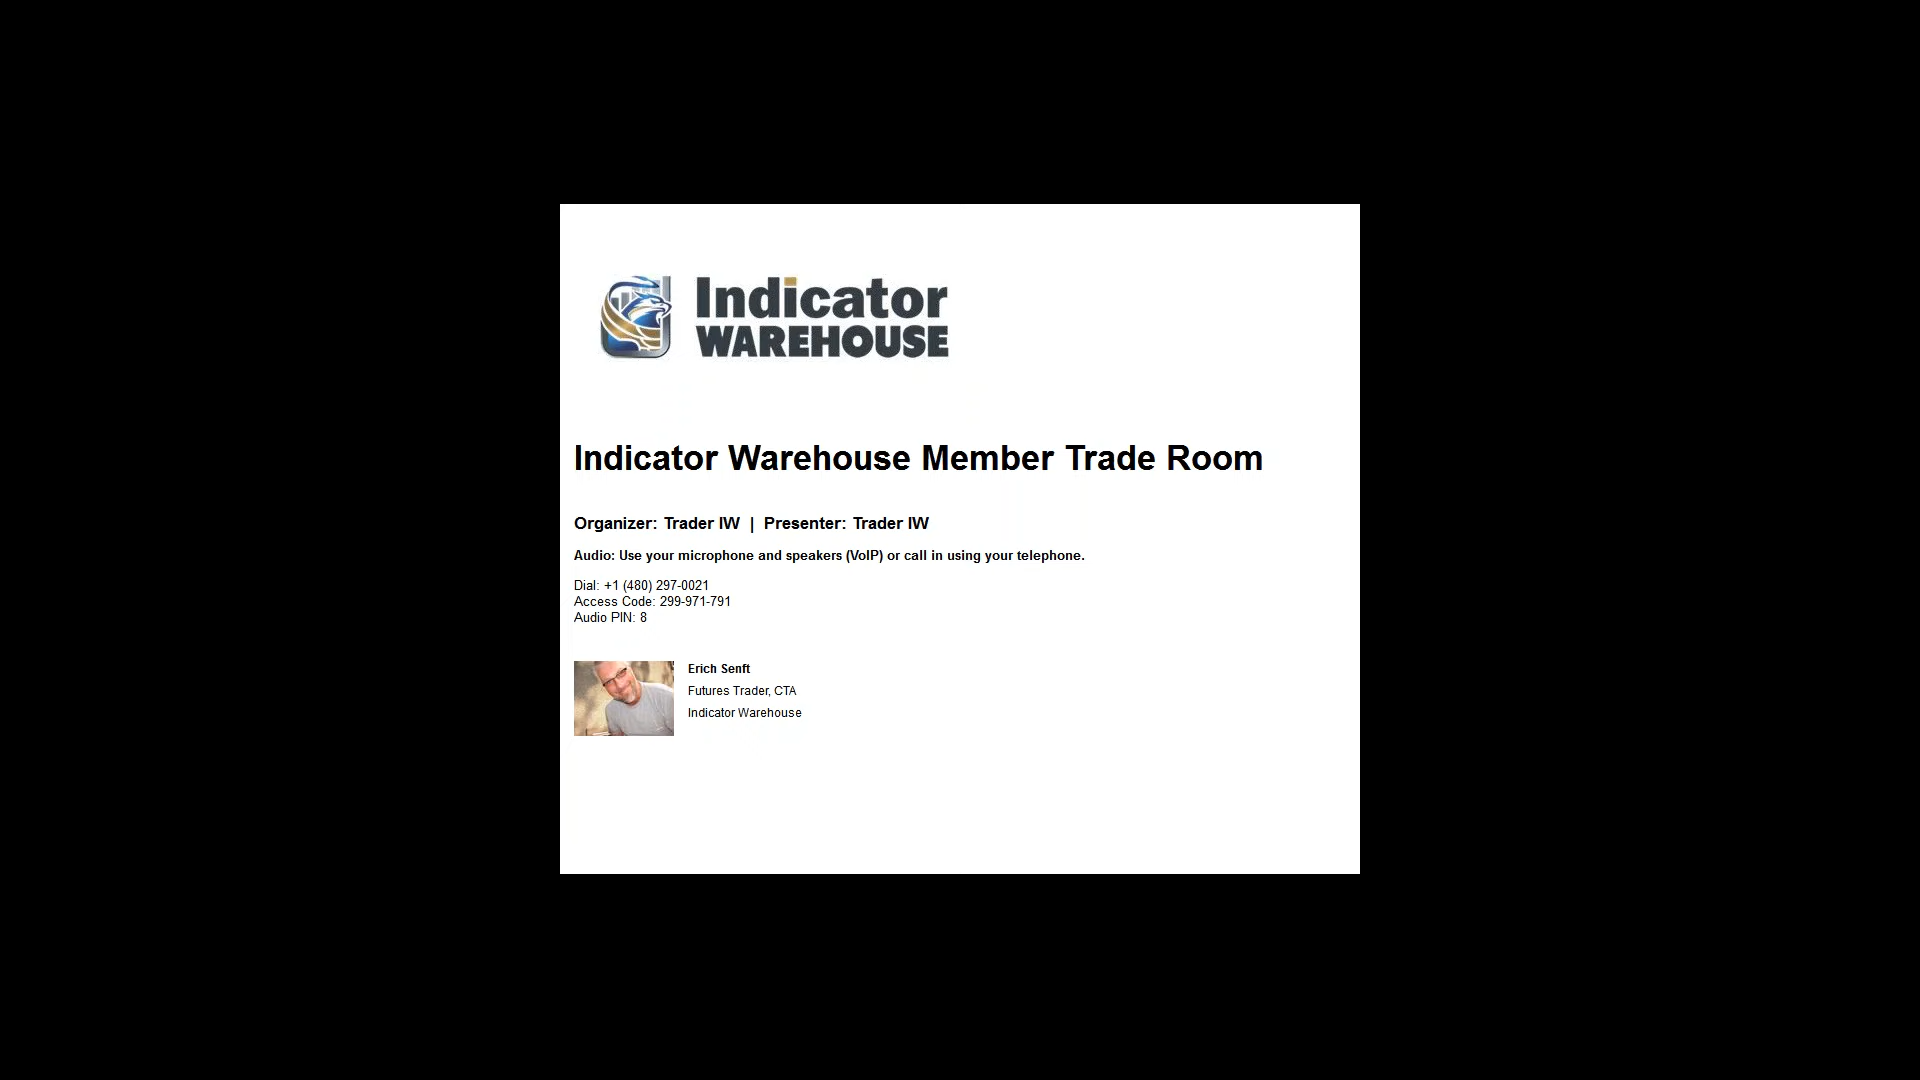 Indicator
WAREHOUSE
Indicator Warehouse Member Trade Room
Organizer: Trader IW | Presenter: Trader IW
Audio: Use your microphone and speakers (VoIP) or call in using your telephone.
Dial: +1 (480) 297-0021
Access Code: 299-971-791
Audio PIN: 8
Erich Senft
Futures Trader, CTA
Indicator Warehouse